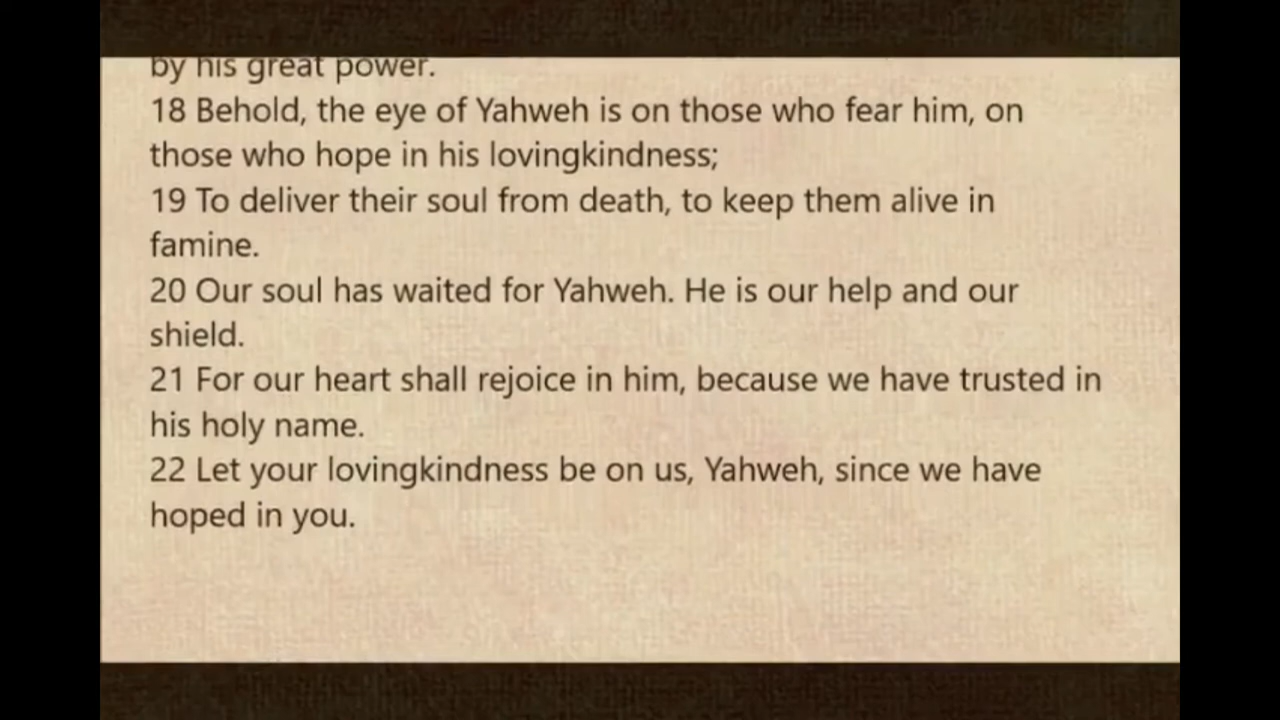 by his great power.
18 Behold, the eye of Yahweh is on those who fear him, on
those who hope in his lovingkindness;
19 To deliver their soul from death, to keep them alive in
famine.
20 Our soul has waited for Yahweh. He is our help and our
shield.
21 For our heart shall rejoice in him, because we have trusted in
his holy name.
22 Let your lovingkindness be on us, Yahweh, since we have
hoped in you.